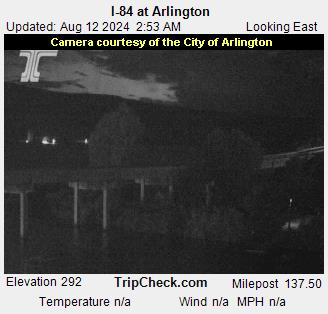 I-84 at Arlington
Updated: Aug 12 2024 2:53 AM Looking East
Camera courtesy of the City of Arlington
Elevation 292 TripCheck.com Milepost 137.50
Temperature n/a Wind n/a MPH n/a